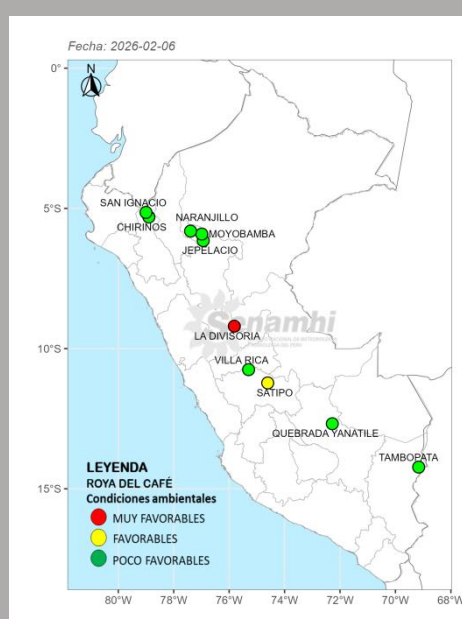 Fecha: 2026-02-06
0°
N
5°S
SAN IGNACIO
CHIRINOS
NARANJILLO
MOYOBAMBA
JEPELACIO
Senamhi
LA DIVISORIA
10°S
VILLA RICA
SATIPO
QUEBRADA YANATILE
TAMBOPATA
15°S
LEYENDA
ROYA DEL CAFÉ
Condiciones ambientales
MUY FAVORABLES
FAVORABLES
POCO FAVORABLES
80°W 78°W 76°W 74°W 72°W 70°W 68°W